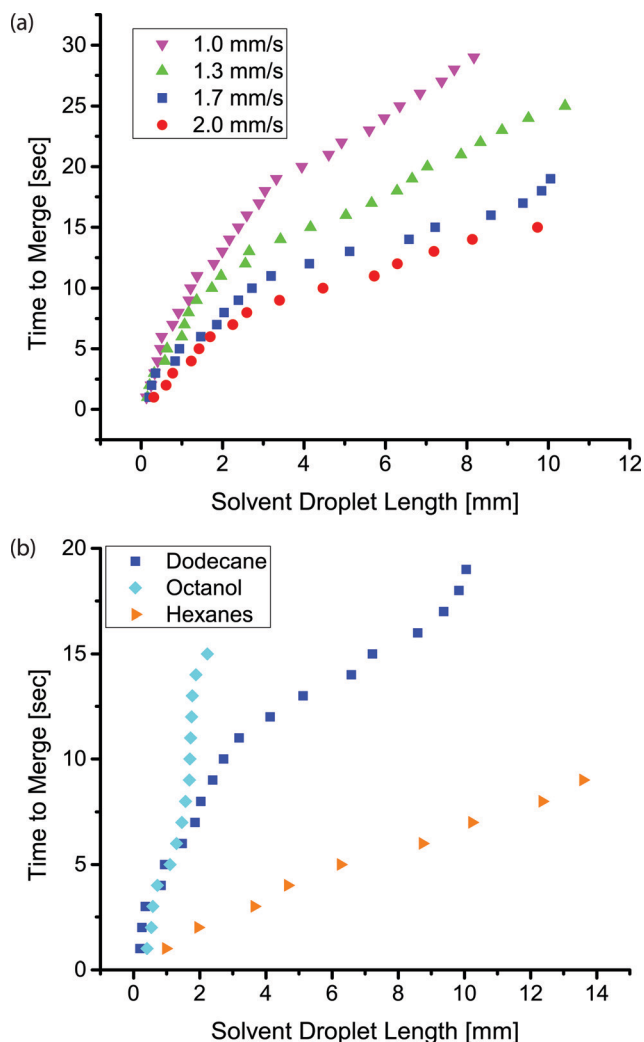 (a)
1.0 mm/s
1.3 mm/s
1.7 mm/s
2.0 mm/s
30
25
20
15
10
5
0
Time to Merge [sec]
0 2 4 6 8 10 12
Solvent Droplet Length [mm]
(b)
Dodecane
Octanol
Hexanes
20
15
10
5
0
Time to Merge [sec]
0 2 4 6 8 10 12 14
Solvent Droplet Length [mm]